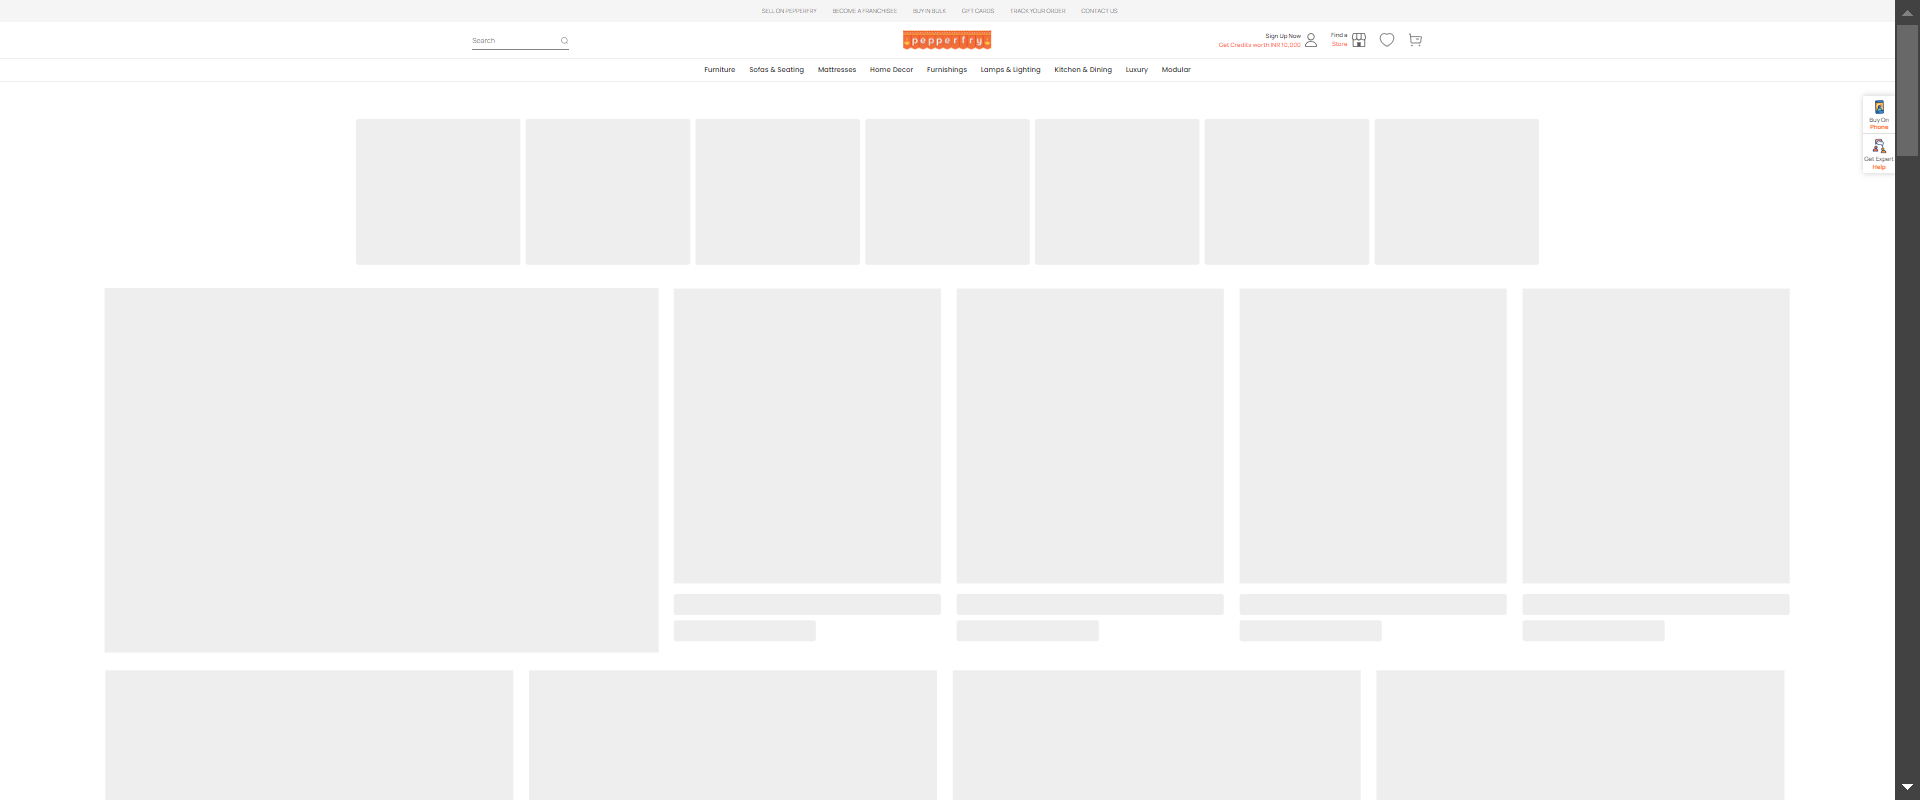 SELL ON PEPPERFRY BECOME A FRANCHISEE BUY IN BULK GIFT CARDS TRACK YOUR ORDER CONTACT US
Search
pepperfry
Sign Up Now
Get Credits worth INR 10,000
Find a
Store
Furniture Sofas & Seating Mattresses Home Decor Furnishings Lamps & Lighting Kitchen & Dining Luxury Modular
Buy On
Phone
Get Expert
Help